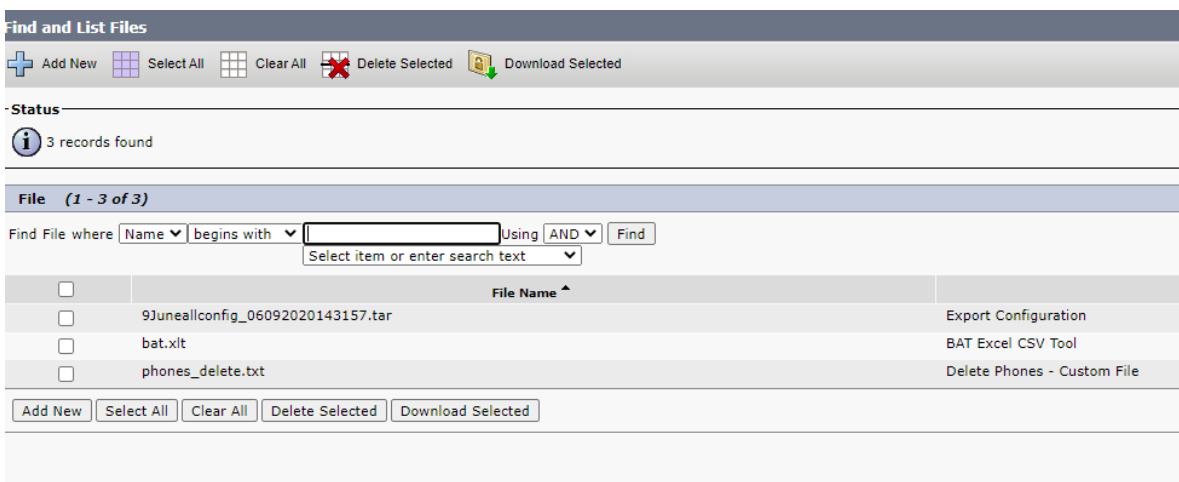 Find and List Files
Add New Select All Clear All Delete Selected Download Selected
Status
3 records found
File (1 - 3 of 3)
Find File where Name begins with Using AND Find
Select item or enter search text
File Name
9Juneallconfig_06092020143157.tar Export Configuration
bat.xlt BAT Excel CSV Tool
phones_delete.txt Delete Phones - Custom File
Add New Select All Clear All Delete Selected Download Selected